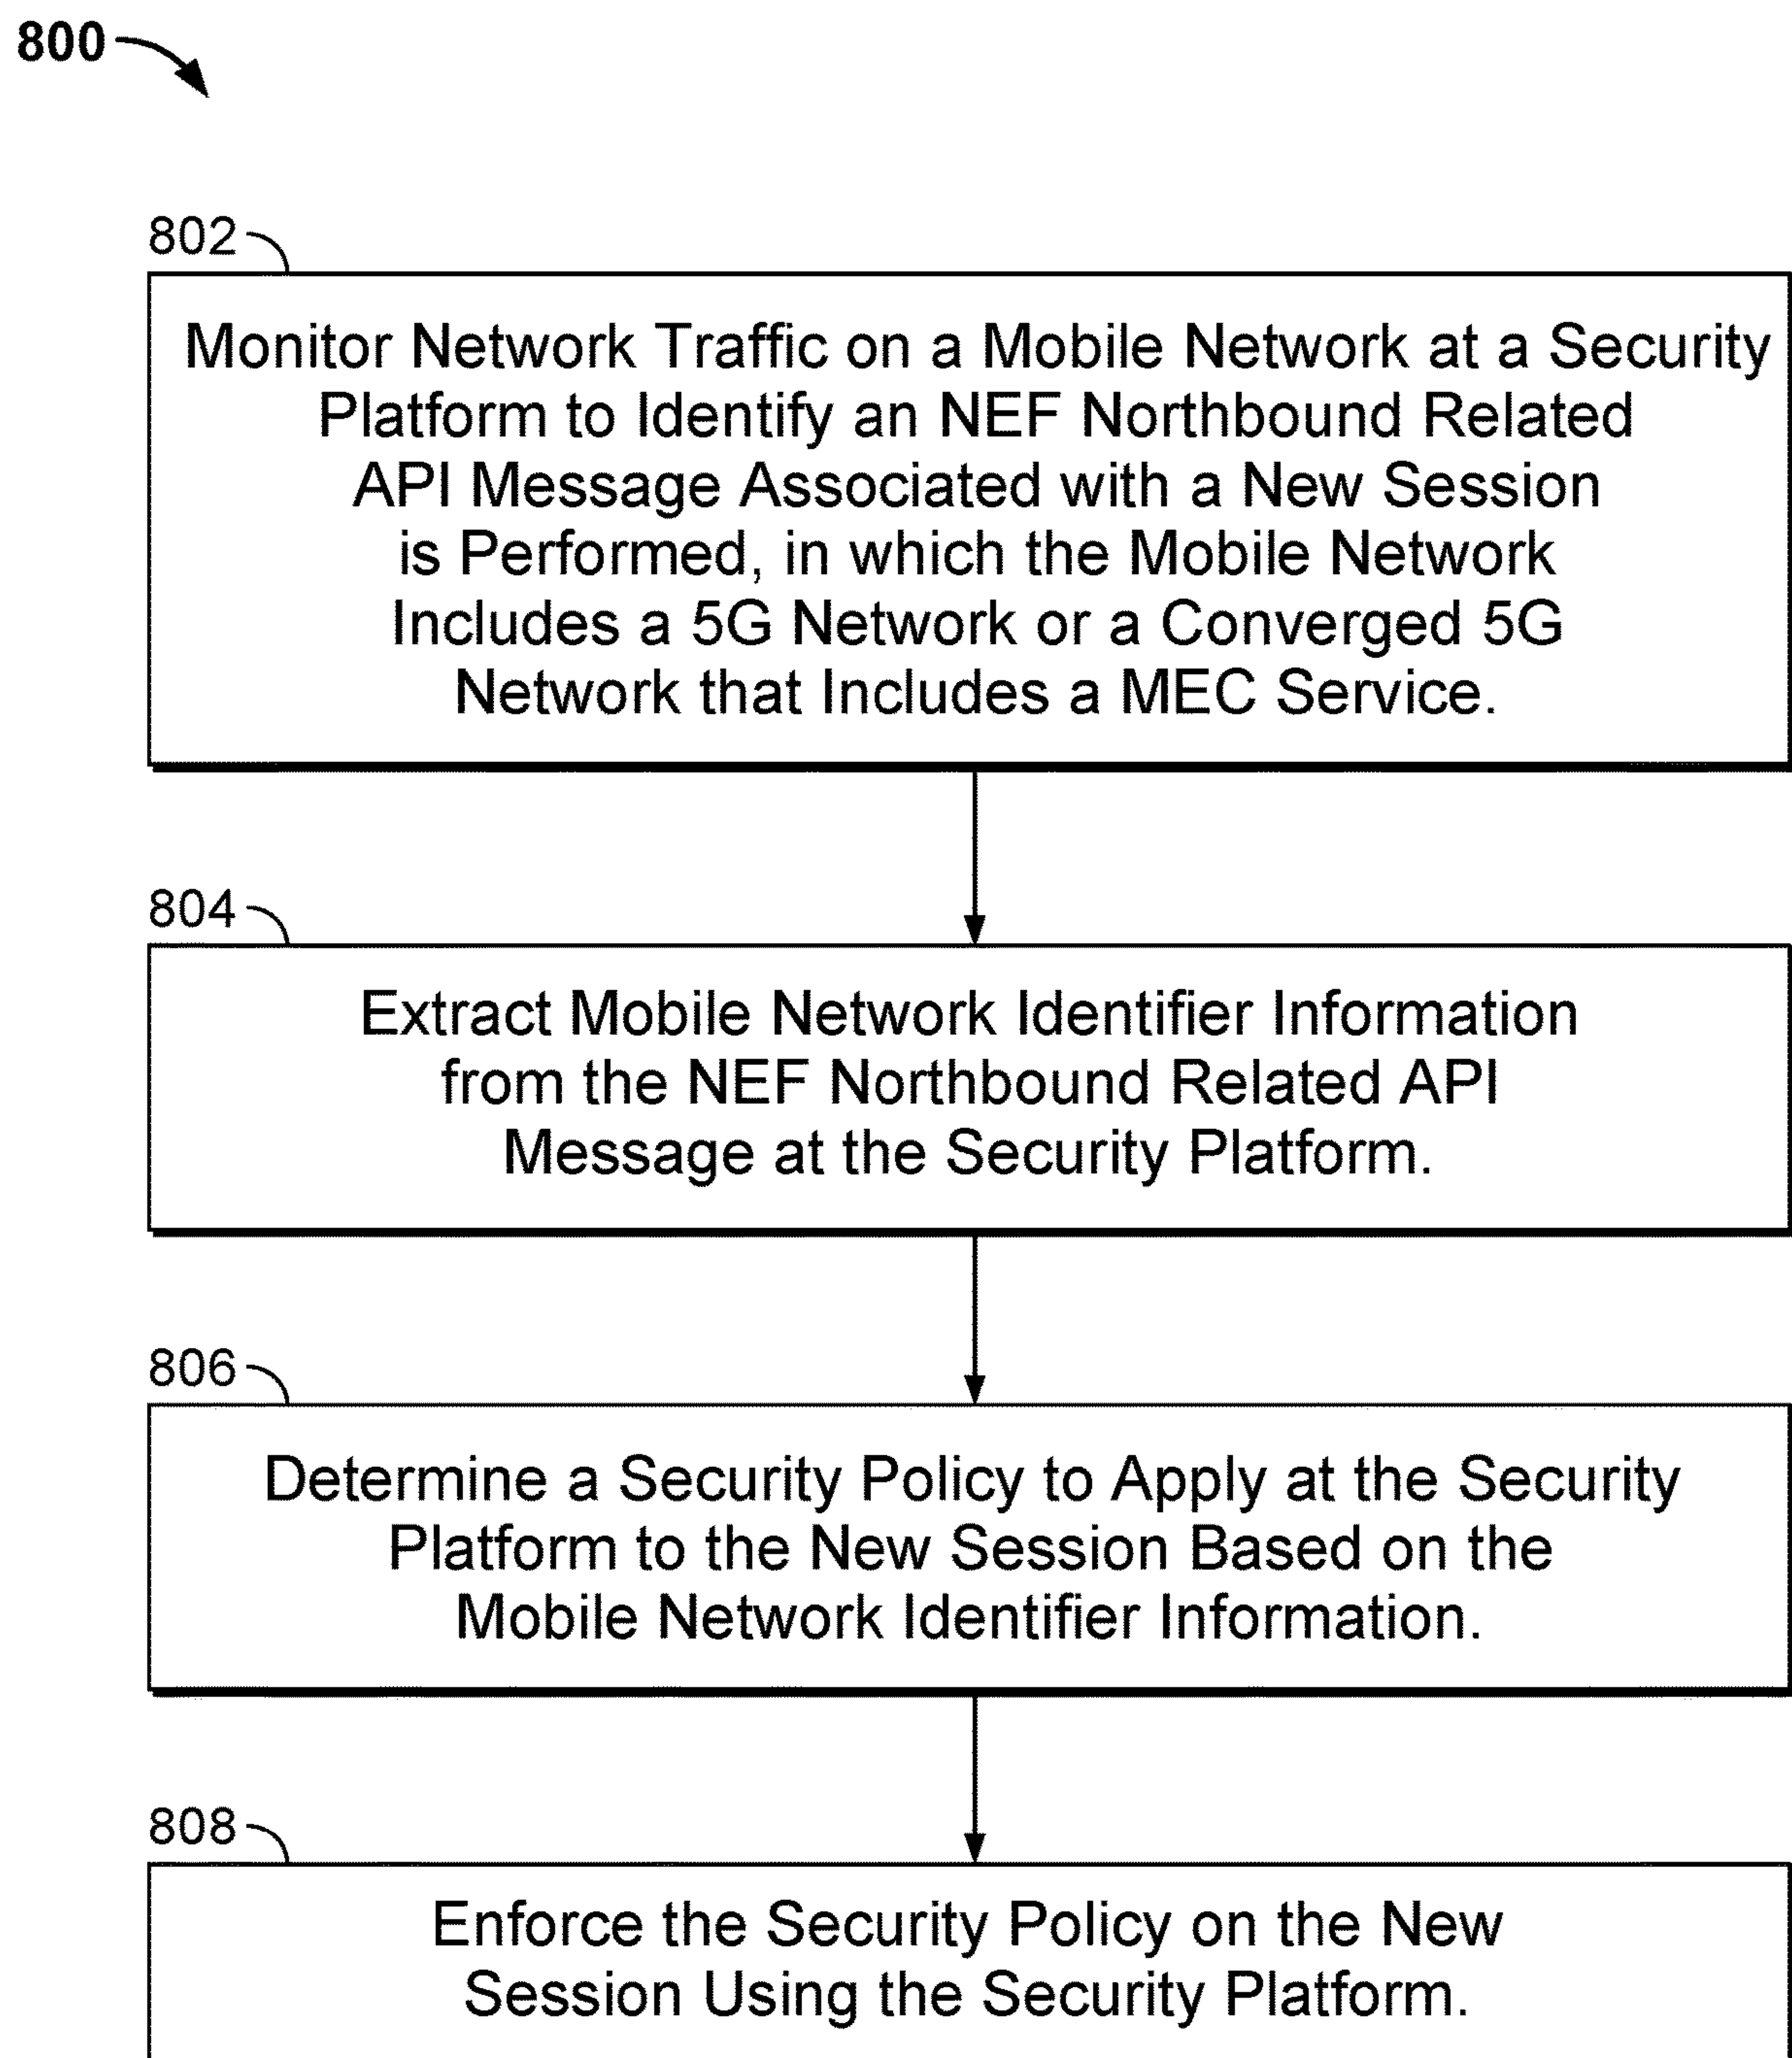 800
802
Monitor Network Traffic on a Mobile Network at a Security
Platform to Identify an NEF Northbound Related
API Message Associated with a New Session
is Performed, in which the Mobile Network
Includes a 5G Network or a Converged 5G
Network that Includes a MEC Service.
804
Extract Mobile Network Identifier Information
from the NEF Northbound Related API
Message at the Security Platform.
806
Determine a Security Policy to Apply at the Security
Platform to the New Session Based on the
Mobile Network Identifier Information.
808
Enforce the Security Policy on the New
Session Using the Security Platform.